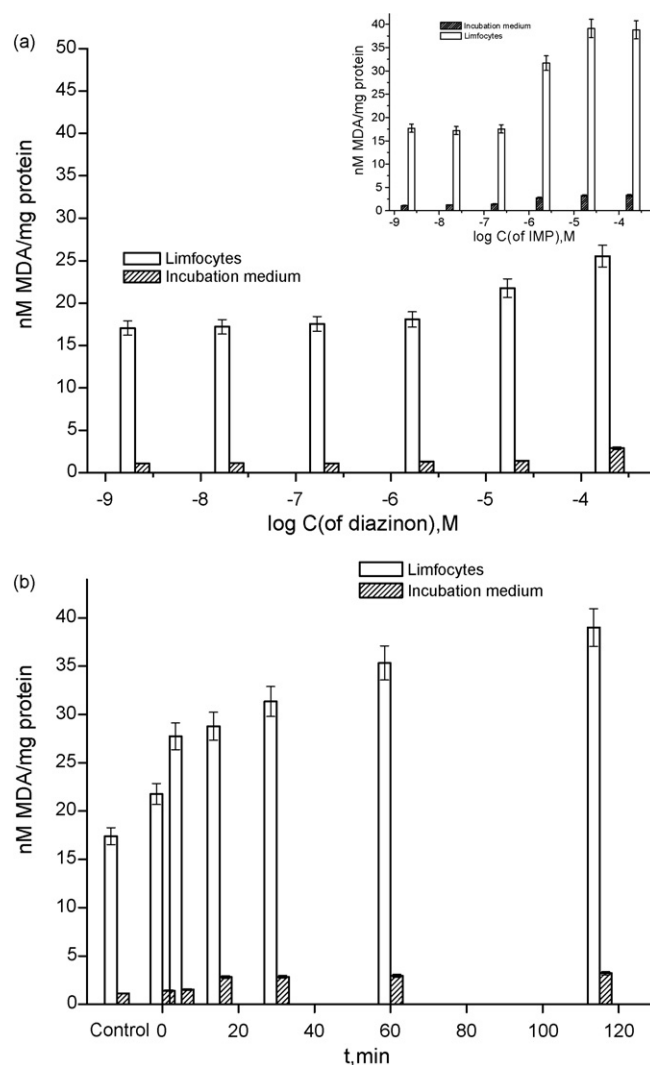 (a)
50
45
40
35
30
25
20
15
10
5
0
nM MDA/mg protein
Limfocytes
Incubation medium
-9 -8 -7 -6 -5 -4
log C(of diazinon),M
40
35
30
25
20
15
10
5
0
nM MDA/mg protein
Incubation medium
Limfocytes
-9 -8 -7 -6 -5 -4
log C(of IMP),M
(b)
40
35
30
25
20
15
10
5
0
nM MDA/mg protein
Limfocytes
Incubation medium
Control 0 20 40 60 80 100 120
t,min